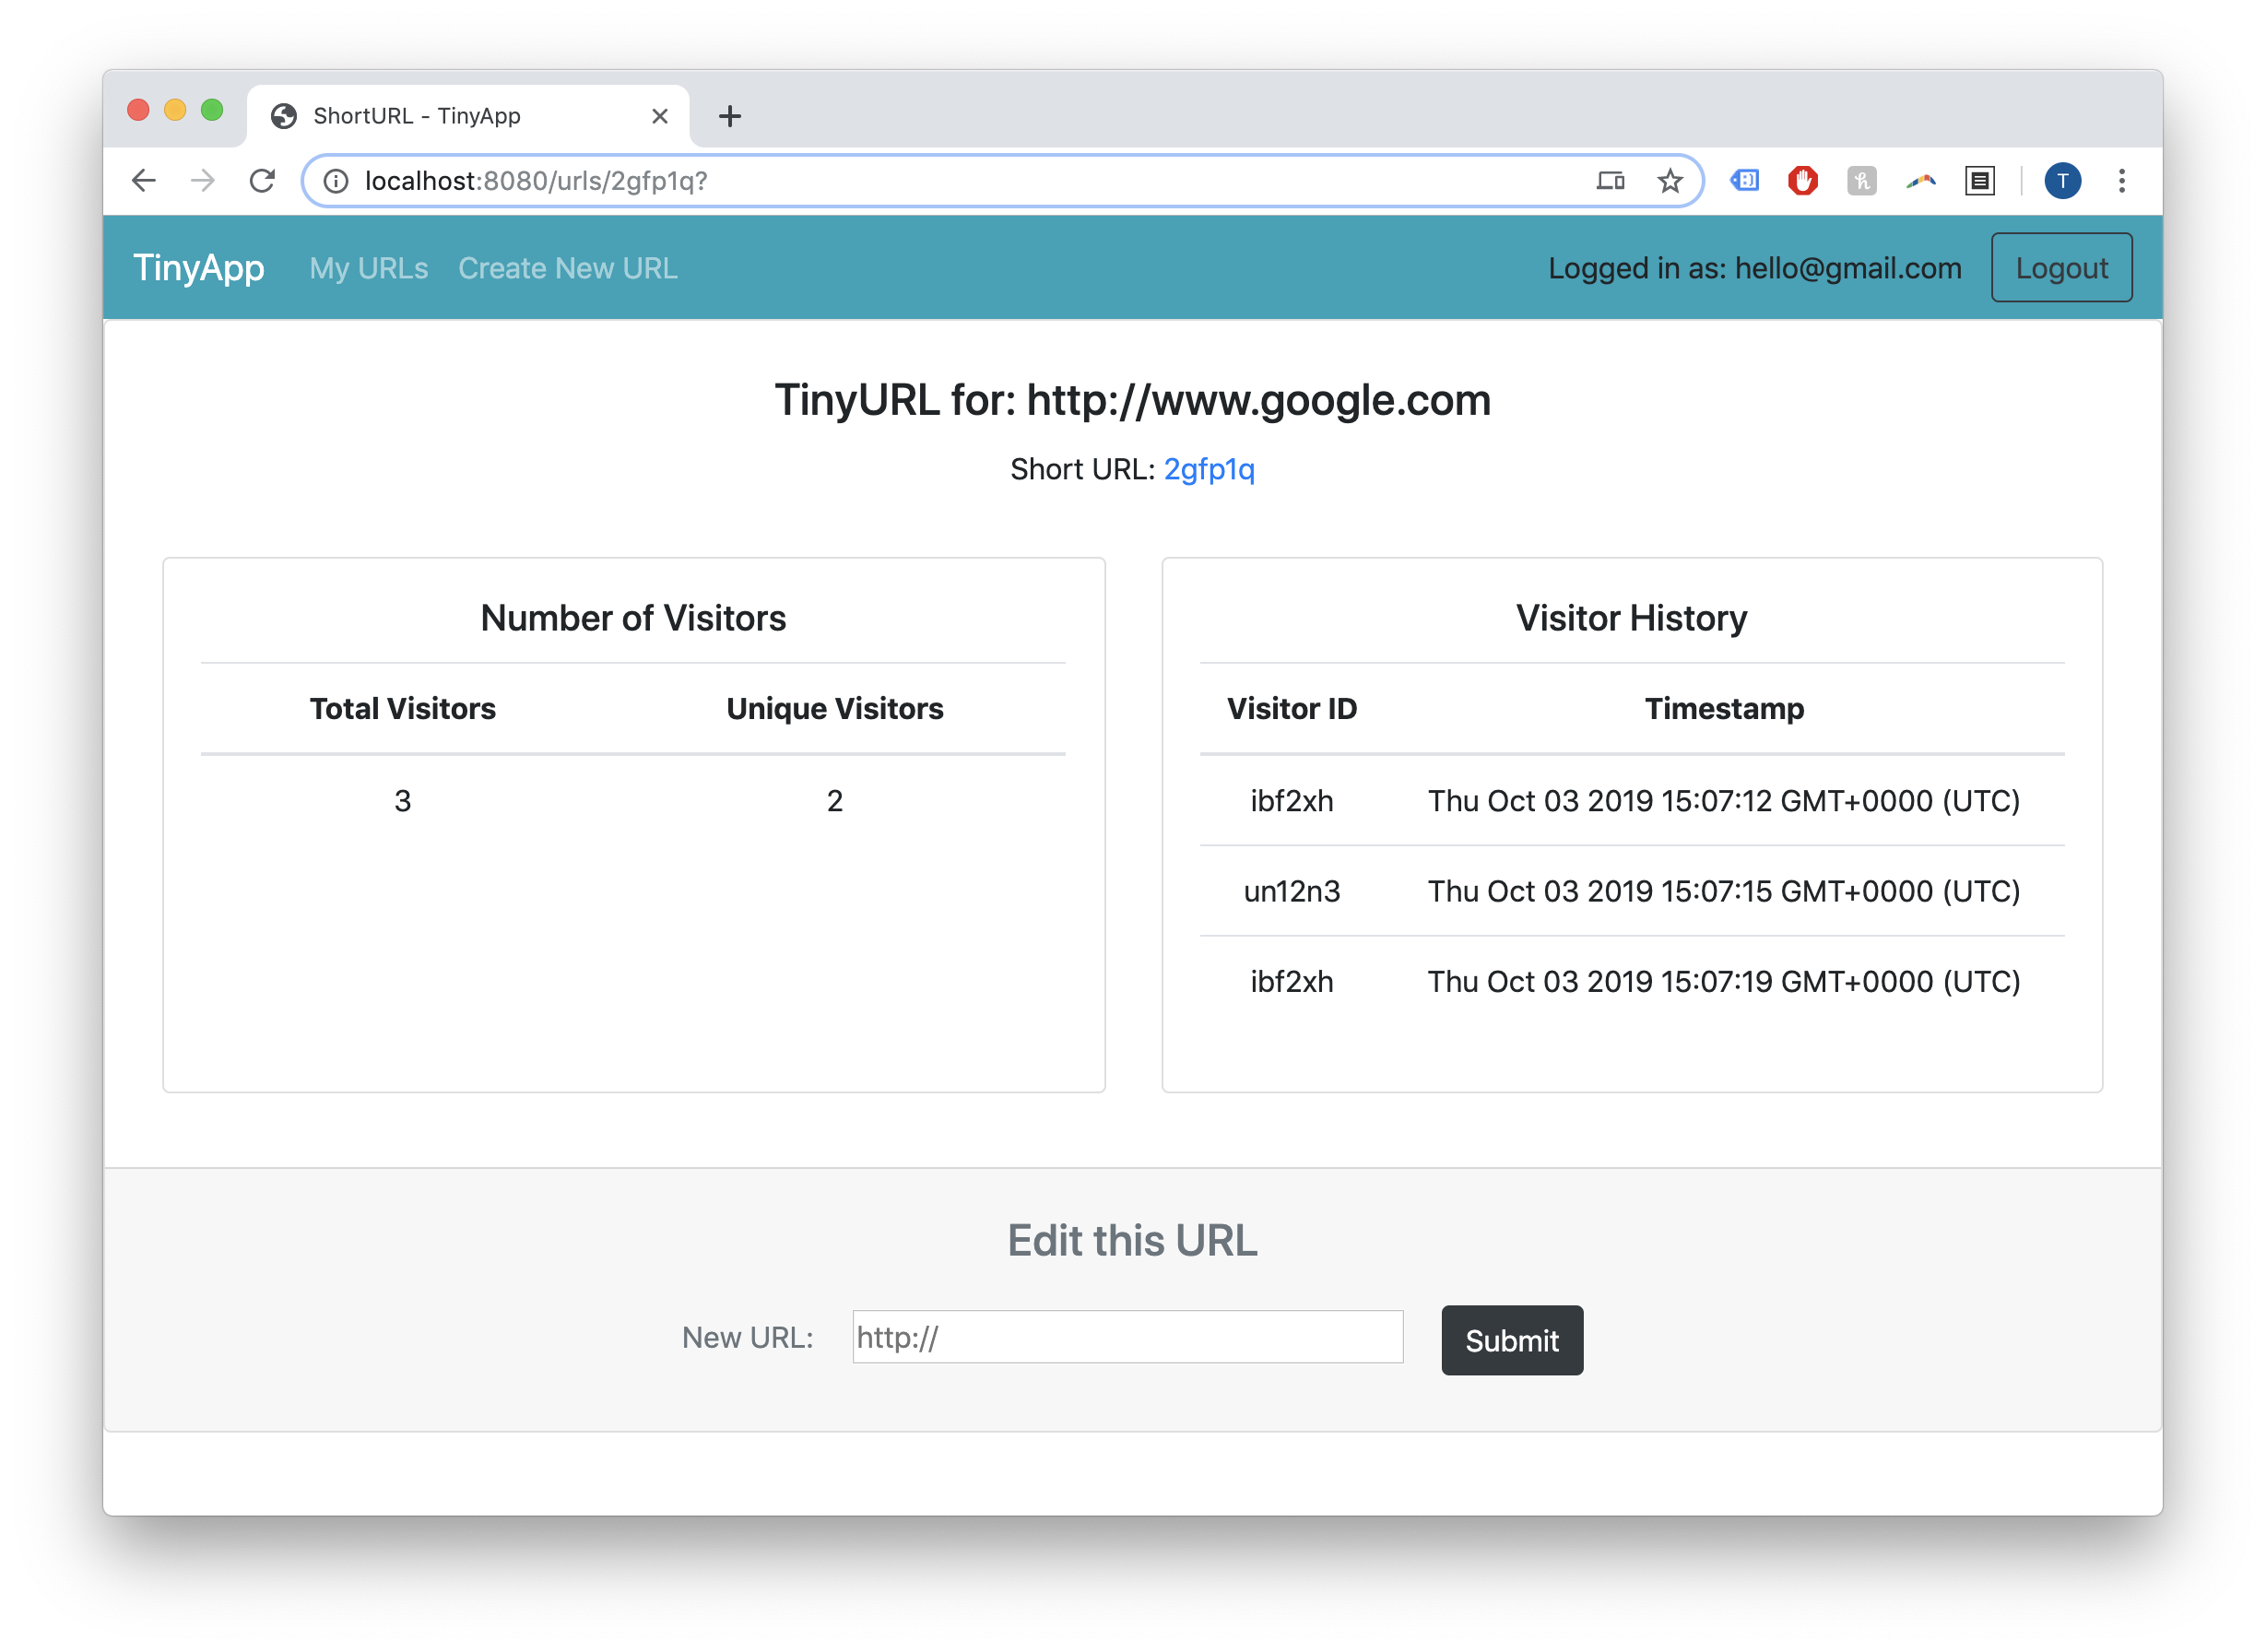 ShortURL - TinyApp
localhost:8080/urls/2gfp1q?
T
TinyApp My URLs Create New URL Logged in as: hello@gmail.com Logout
TinyURL for: http://www.google.com
Short URL: 2gfp1q
Number of Visitors
Total Visitors Unique Visitors
3 2
Visitor History
Visitor ID Timestamp
ibf2xh Thu Oct 03 2019 15:07:12 GMT+0000 (UTC)
un12n3 Thu Oct 03 2019 15:07:15 GMT+0000 (UTC)
ibf2xh Thu Oct 03 2019 15:07:19 GMT+0000 (UTC)
Edit this URL
New URL: http:// Submit